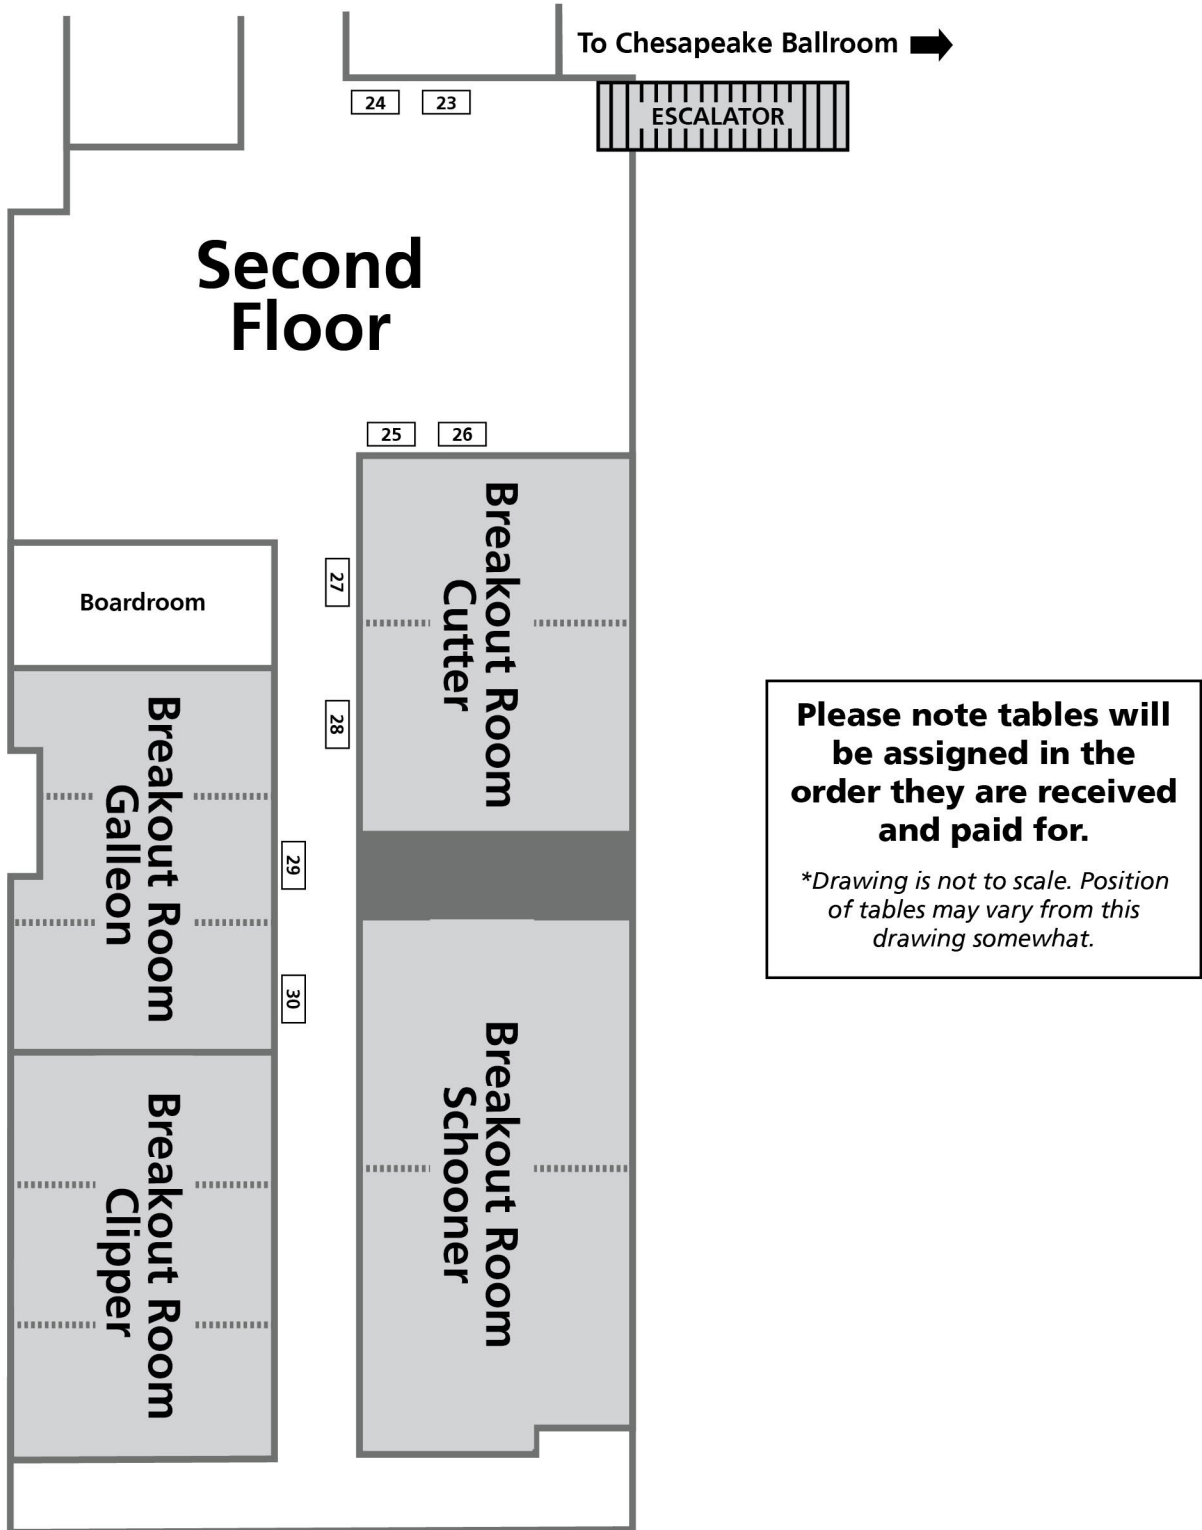 To Chesapeake Ballroom
24
23
ESCALATOR
Second
Floor
25
26
Breakout Room
Cutter
27
28
Boardroom
Breakout Room
Galleon
29
30
Breakout Room
Schooner
Breakout Room
Clipper
Please note tables will
be assigned in the
order they are received
and paid for.
*Drawing is not to scale. Position
of tables may vary from this
drawing somewhat.